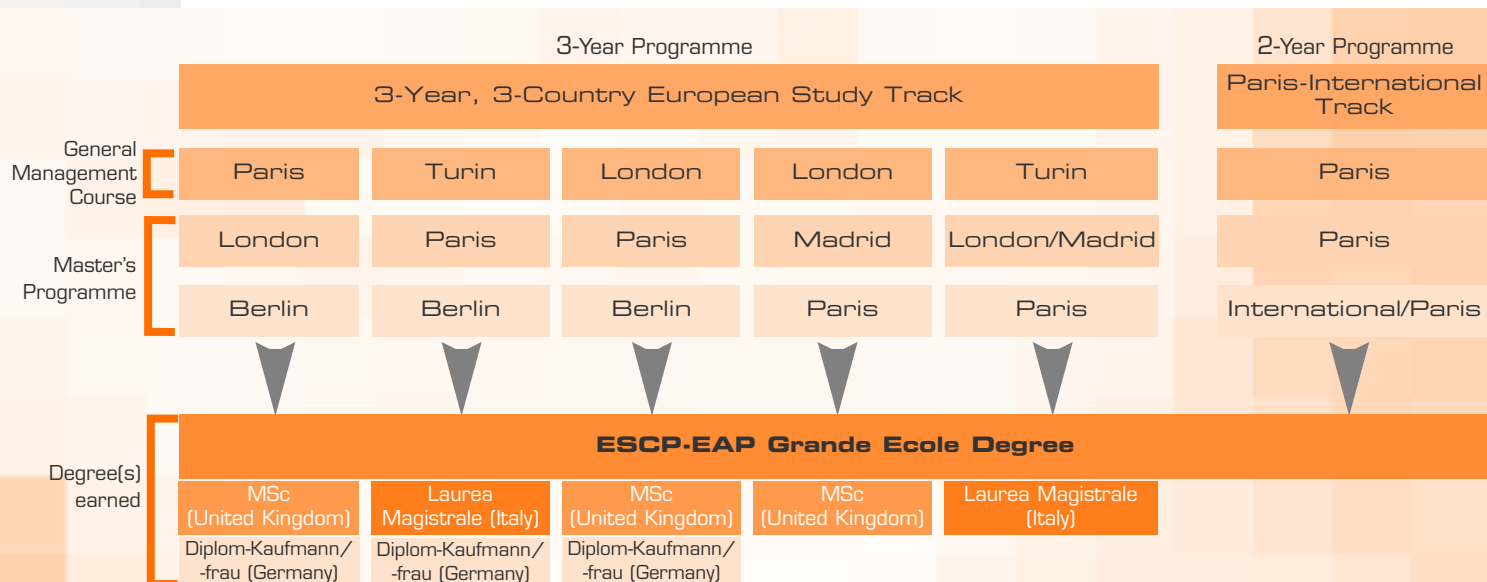 3-Year Programme
2-Year Programme
3-Year, 3-Country European Study Track
Paris-International
Track
General
Management
Course
Paris
Turin
London
London
Turin
Paris
Master's
Programme
London
Paris
Paris
Madrid
London/Madrid
Paris
Berlin
Berlin
Berlin
Paris
Paris
International/Paris
ESCP-EAP Grande Ecole Degree
Degree(s)
earned
MSc
(United Kingdom)
Laurea
Magistrale (Italy)
MSc
(United Kingdom)
MSc
(United Kingdom)
Laurea Magistrale
(Italy)
Diplom-Kaufmann/
-frau (Germany)
Diplom-Kaufmann/
-frau (Germany)
Diplom-Kaufmann/
-frau (Germany)